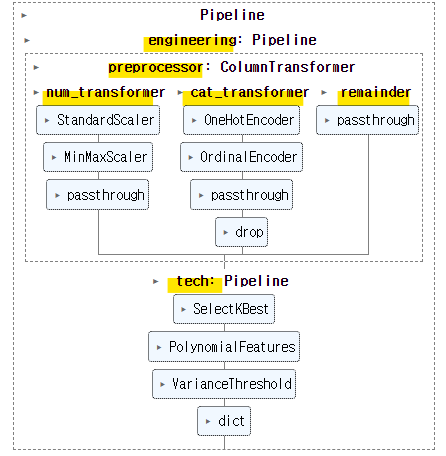 Pipeline
engineering: Pipeline
preprocessor: ColumnTransformer
num_transformer cat_transformer remainder
StandardScaler OneHotEncoder passthrough
MinMaxScaler OrdinalEncoder
passthrough passthrough
drop
tech: Pipeline
SelectKBest
PolynomialFeatures
VarianceThreshold
dict